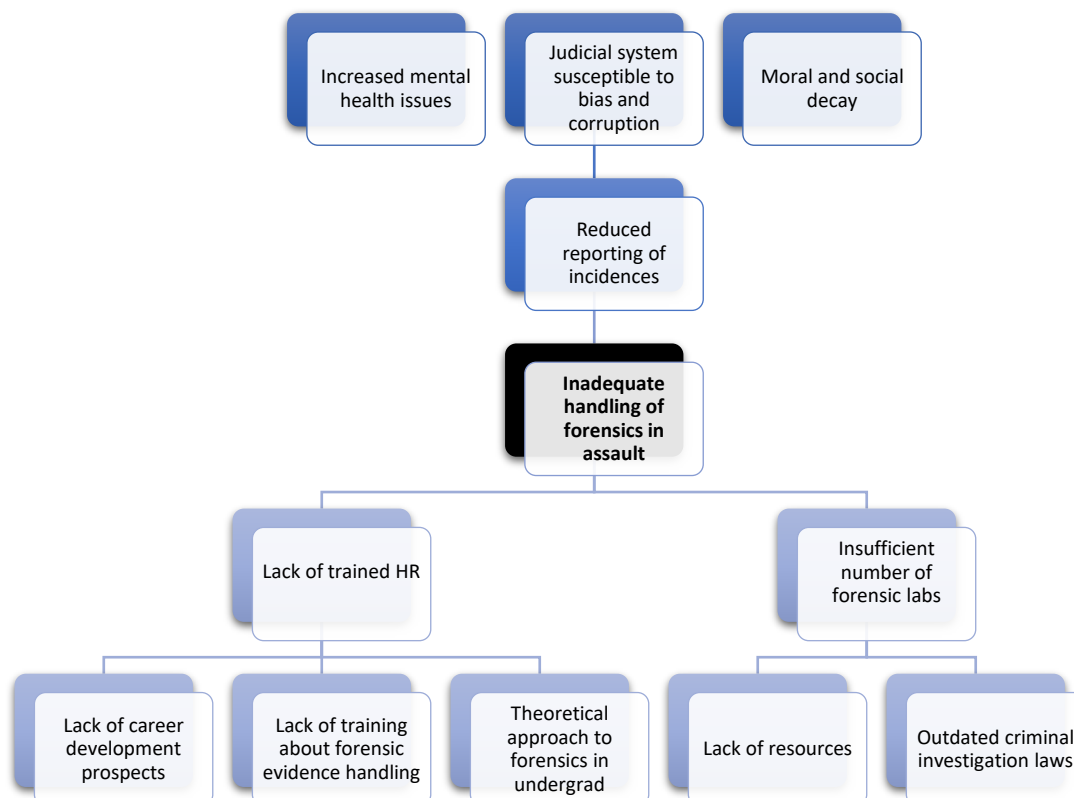 Increased mental
health issues
Judicial system
susceptible to
bias and
corruption
Moral and social
decay
Reduced
reporting of
incidences
Inadequate
handling of
forensics in
assault
Lack of trained HR
Insufficient
number of
forensic labs
Lack of career
development
prospects
Lack of training
about forensic
evidence handling
Theoretical
approach to
forensics in
undergrad
Lack of resources
Outdated criminal
investigation laws